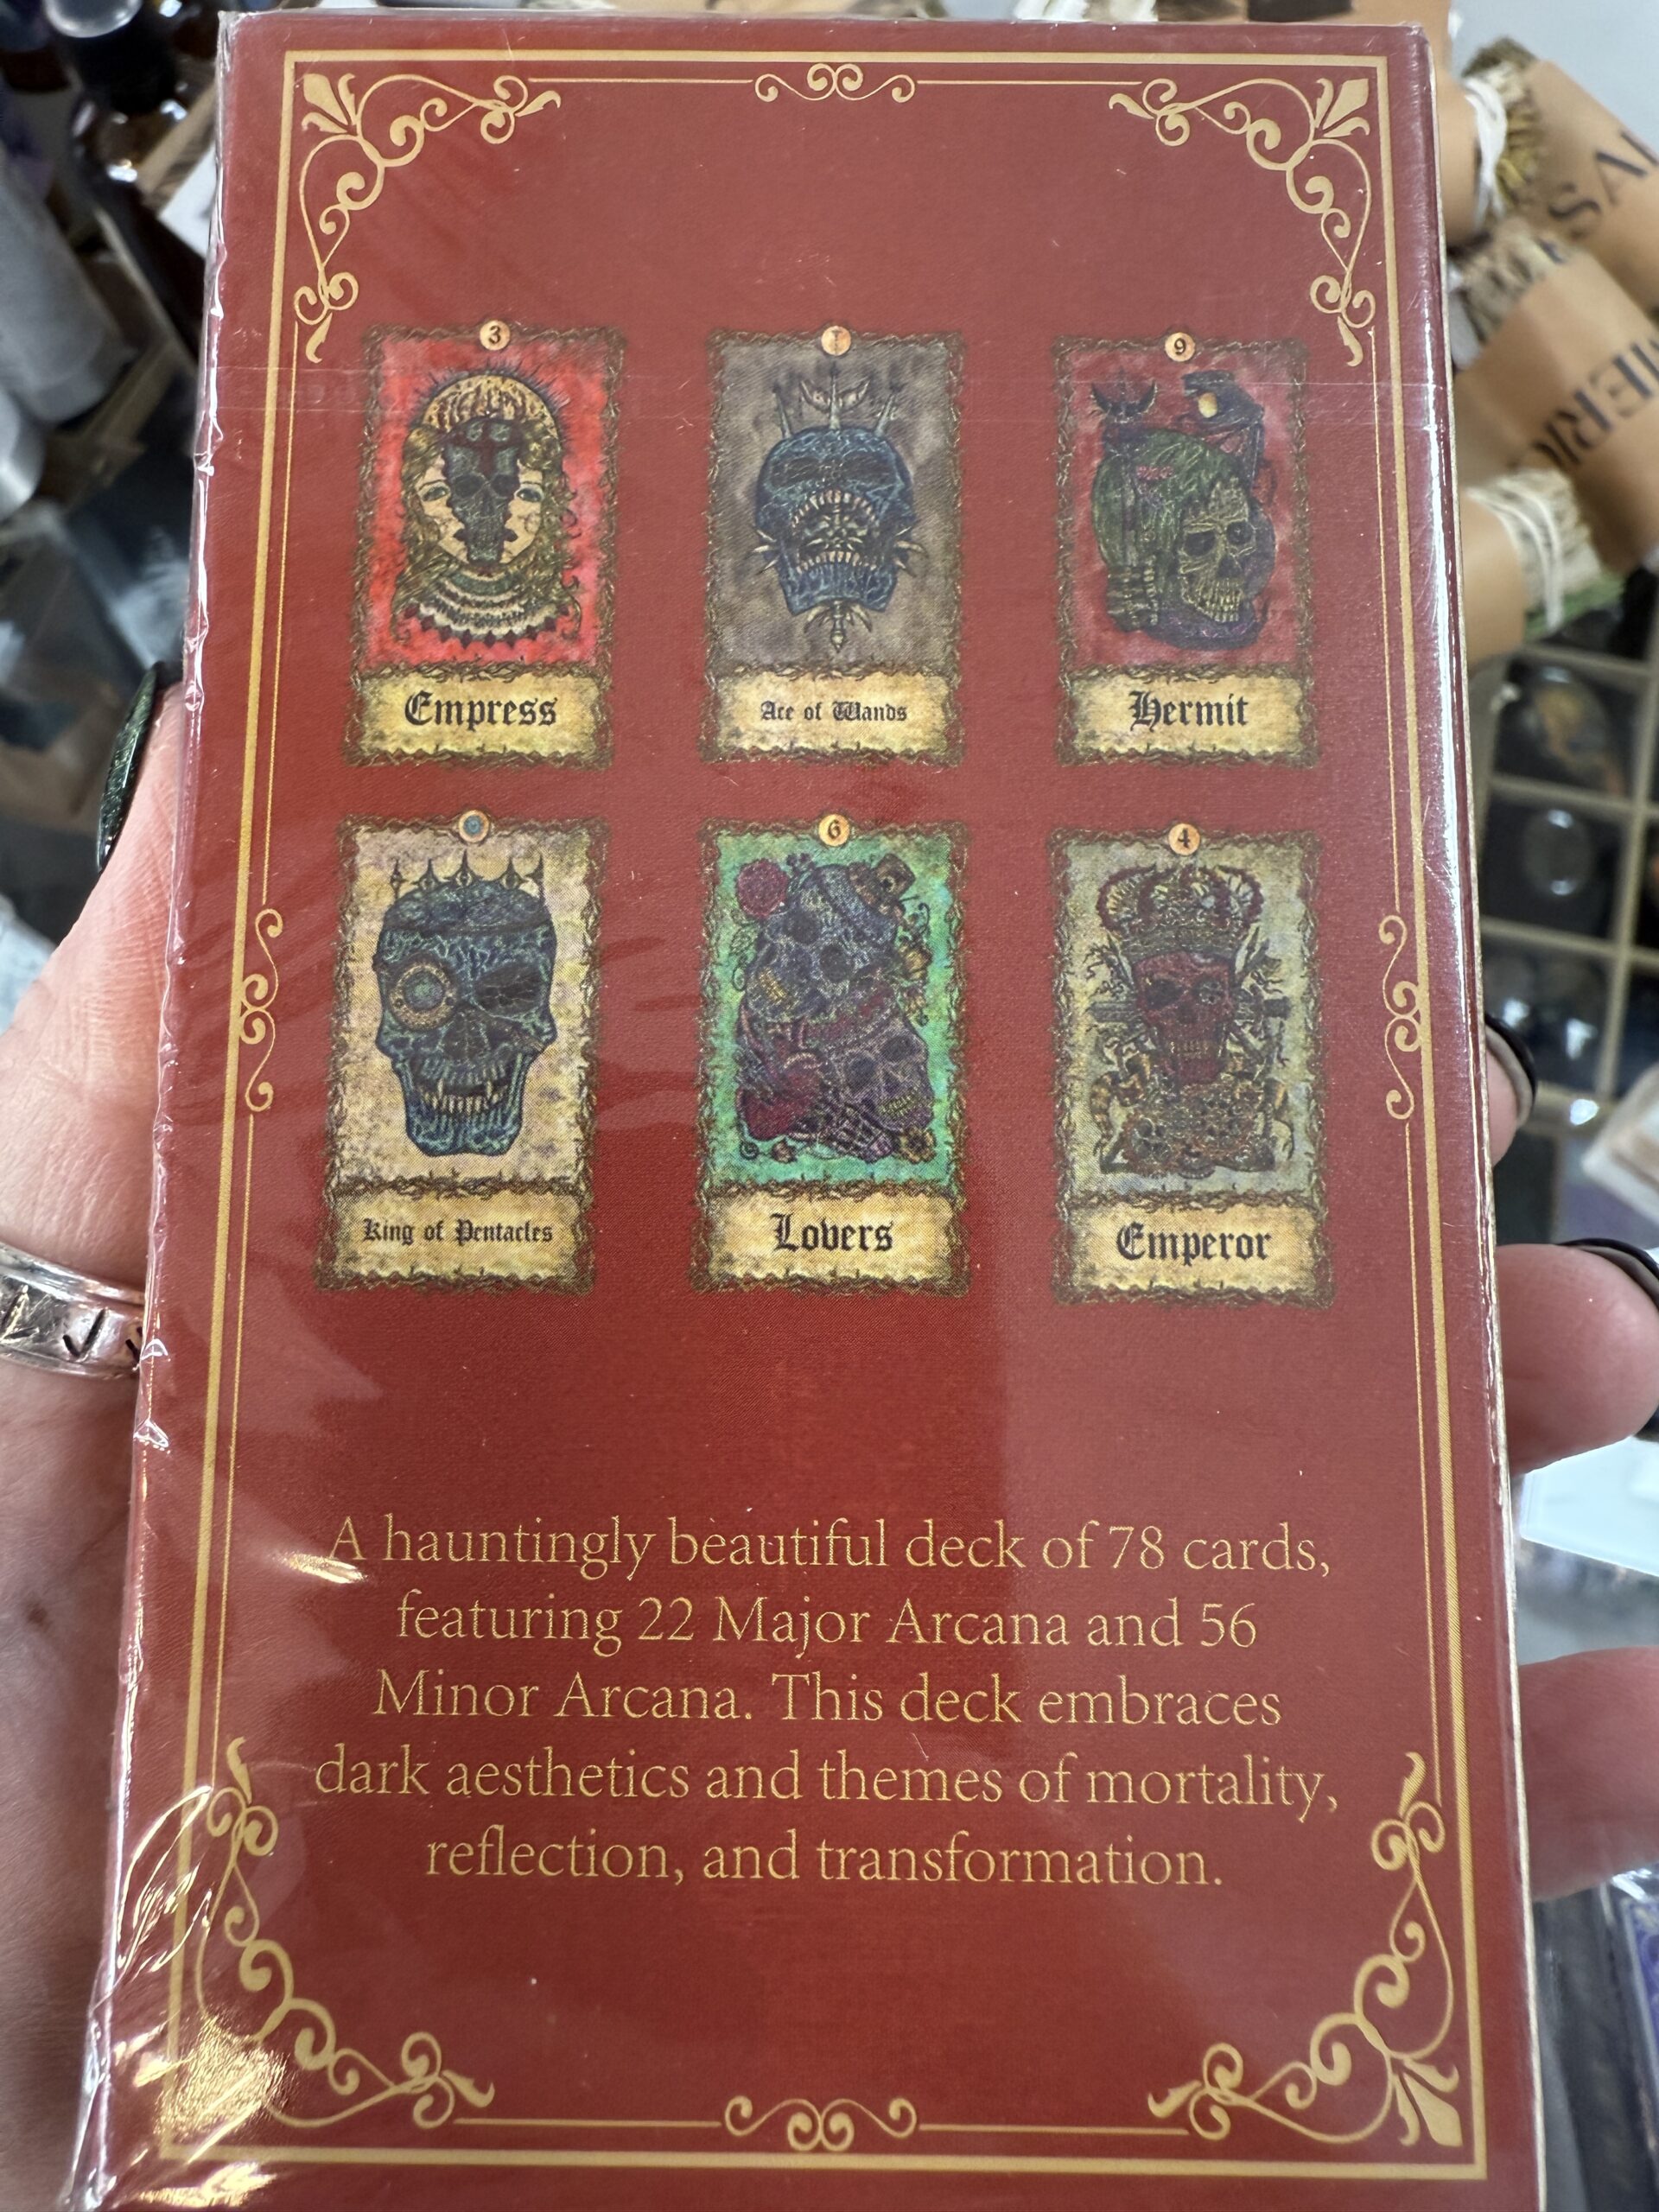 3
1
9
Empress
Ace of Wands
Hermit
6
4
King of Pentacles
Lovers
Emperor
A hauntingly beautiful deck of 78 cards,
featuring 22 Major Arcana and 56
Minor Arcana. This deck embraces
dark aesthetics and themes of mortality,
reflection, and transformation.